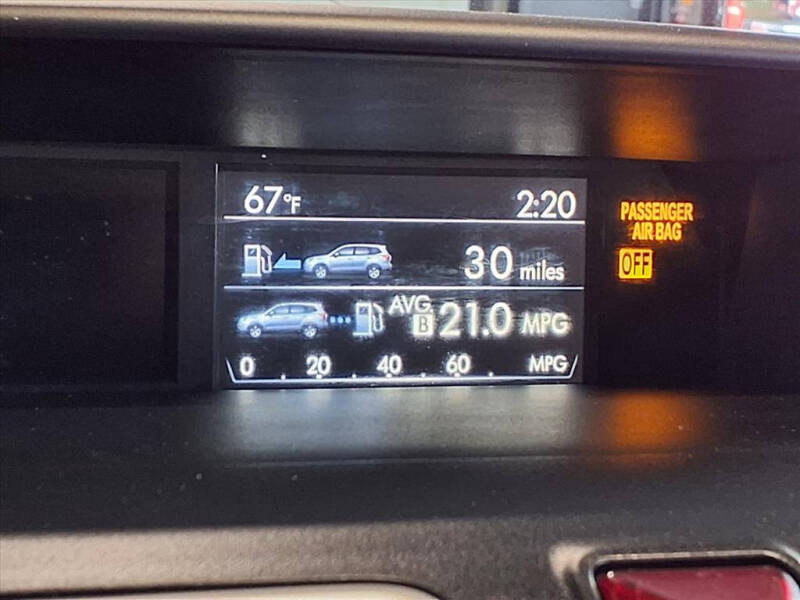 67°F 2:20
PASSENGER
AIR BAG
OFF
30 miles
AVG.
B 21.0 MPG
0 20 40 60 MPG